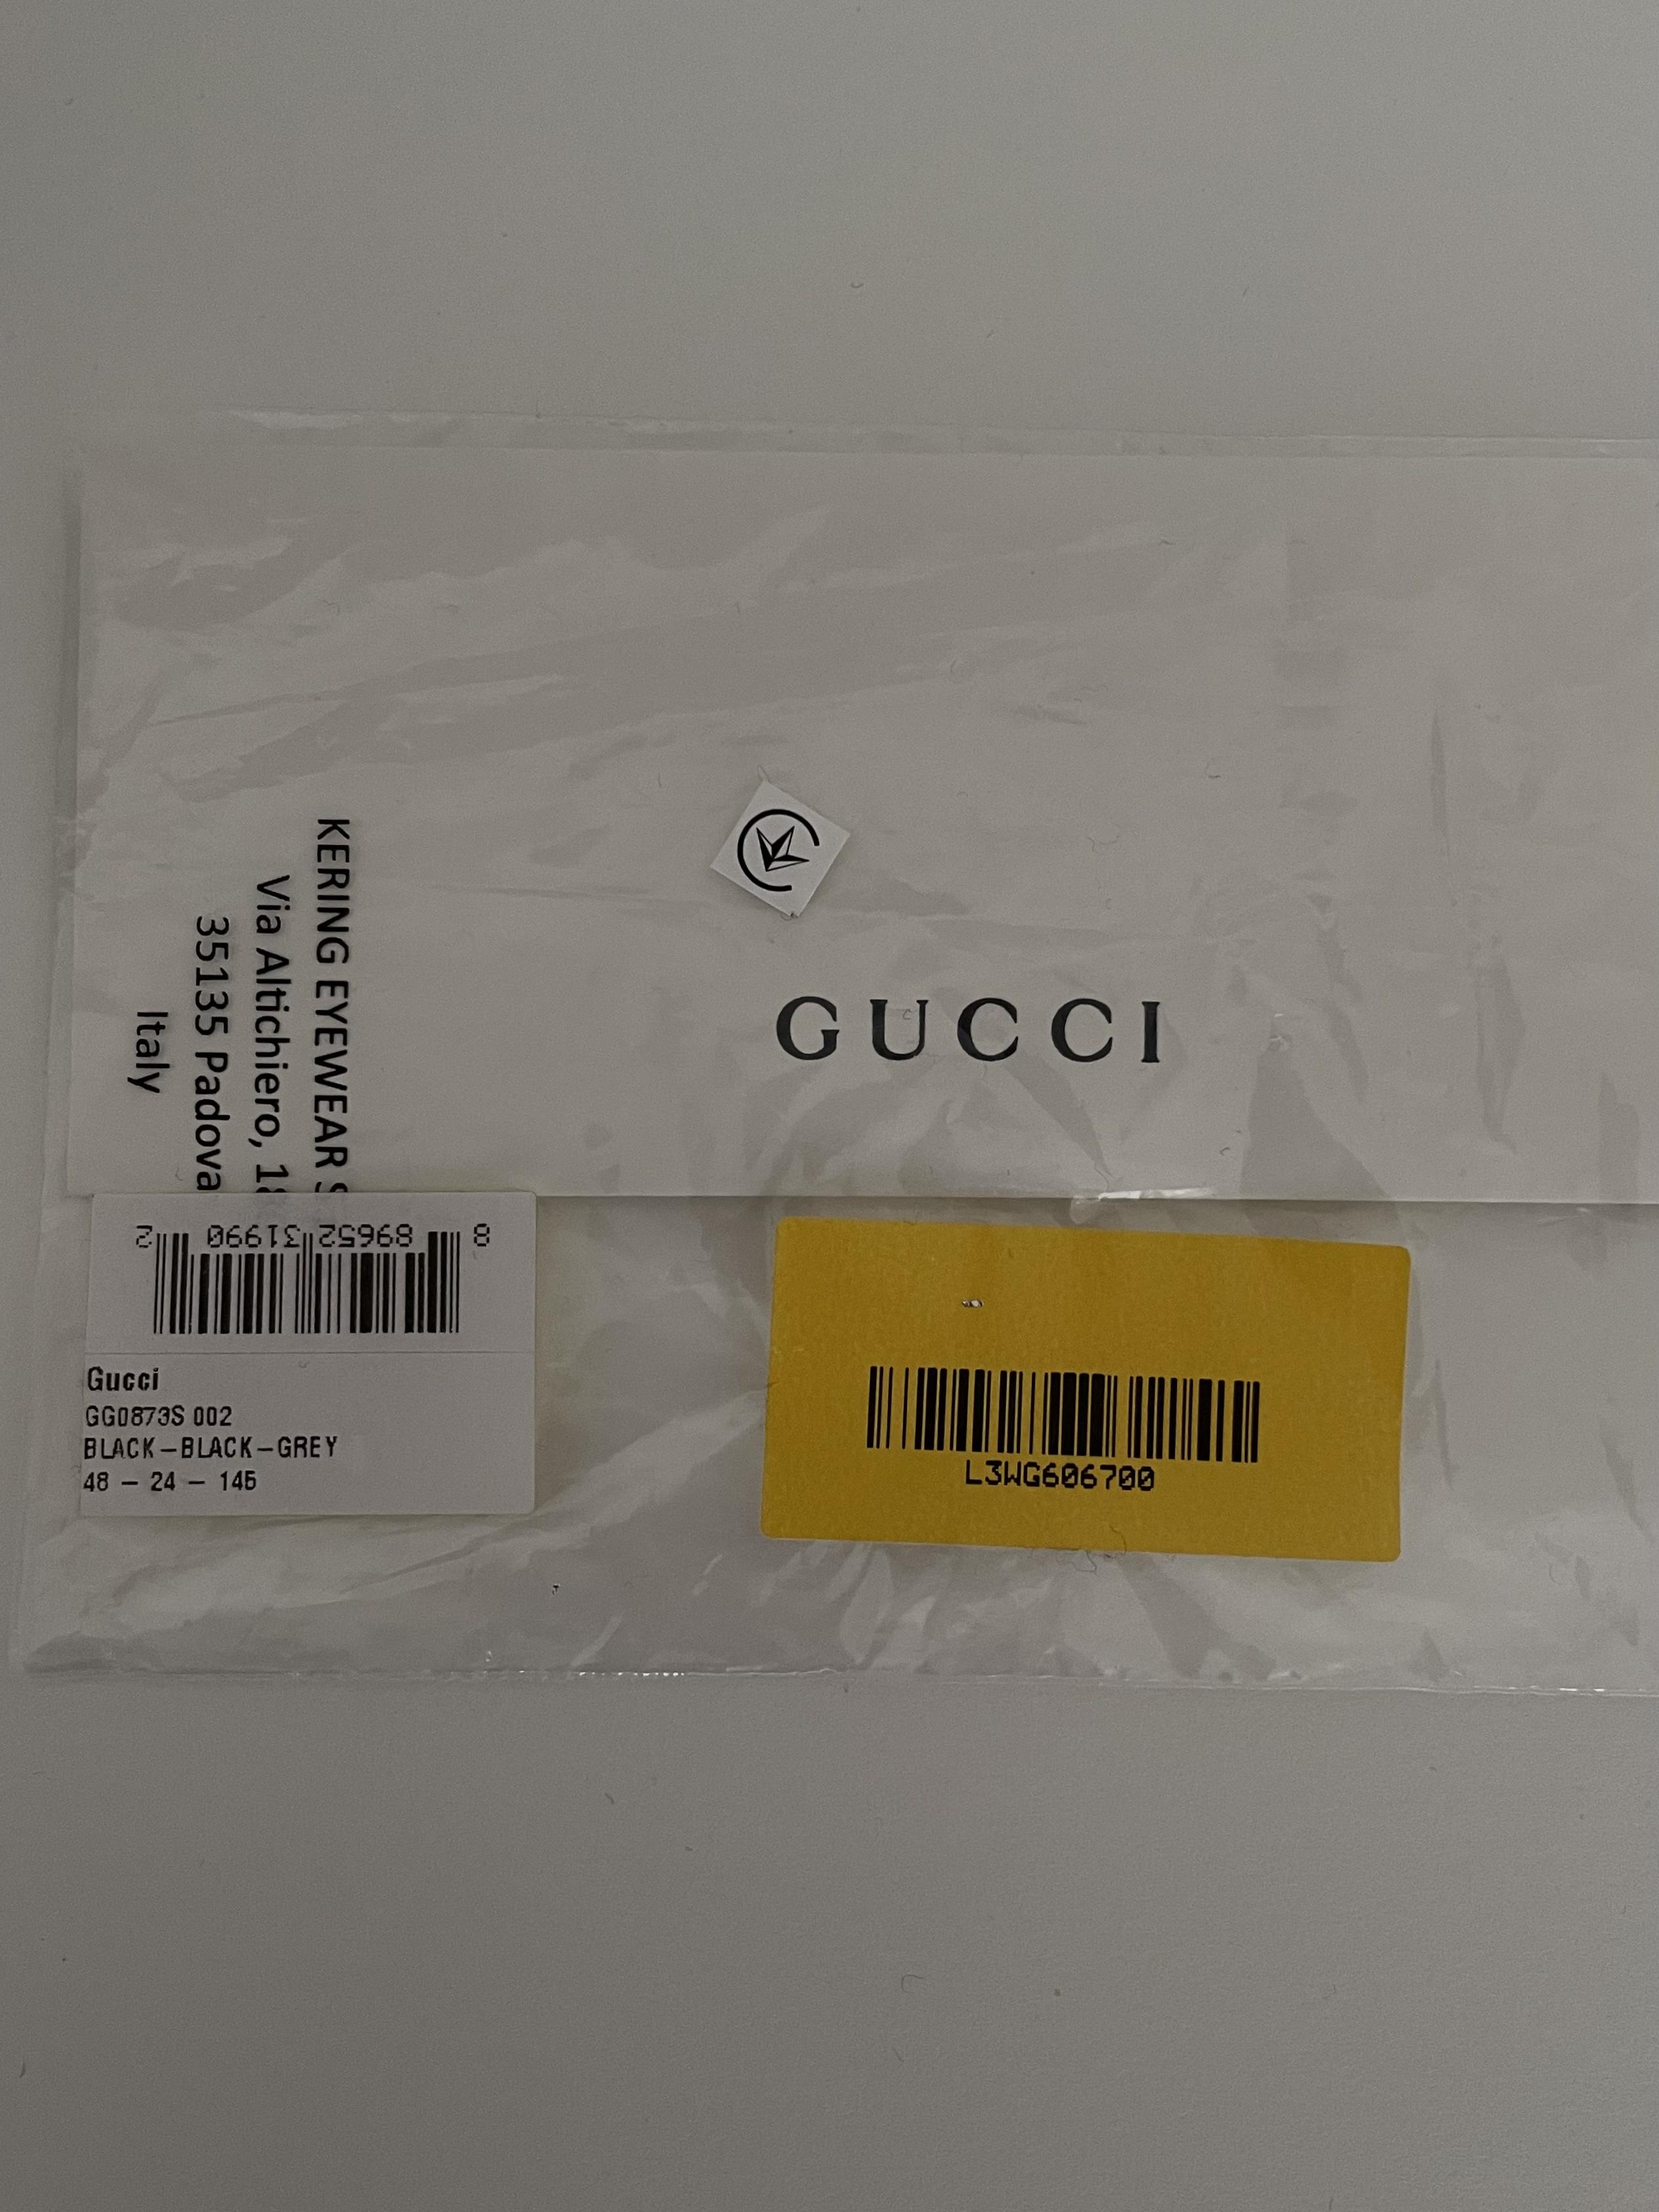 GUCCI
KERING EYEWEAR
Via Altichiero,
35135 Padova
Italy
8 89652 31990 2
Gucci
GG0873S 002
BLACK-BLACK-GREY
48 - 24 - 145
L3WG606700